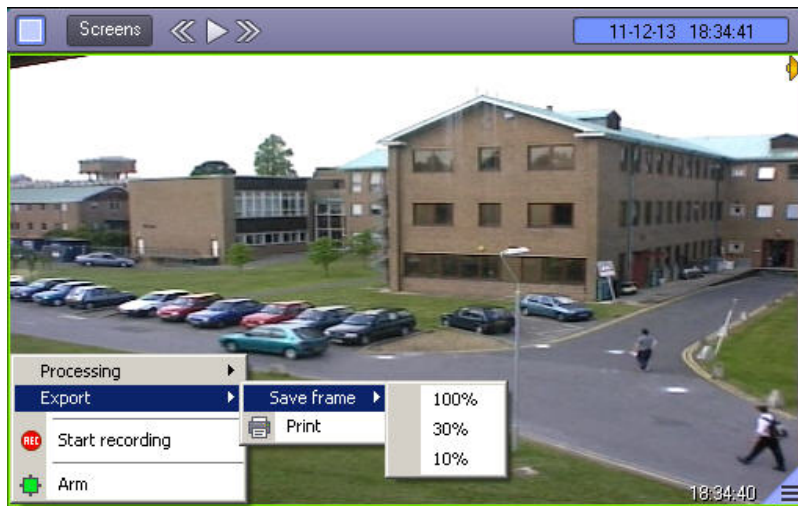 Screens
11-12-13 18:34:41
Processing
Export
Save frame
100%
Print
30%
REC Start recording
10%
Arm
18:34:40